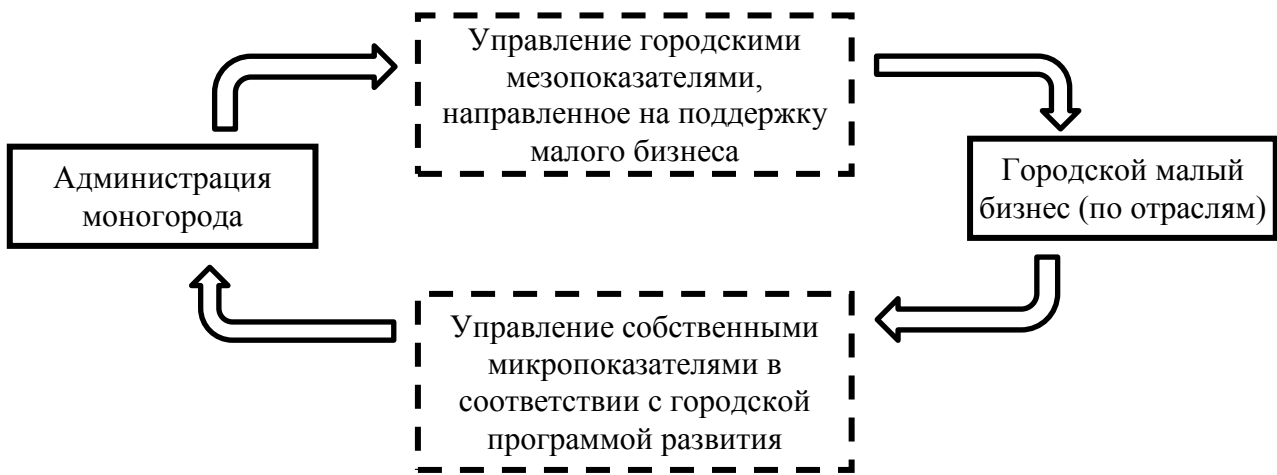 Управление городскими
мезопоказателями,
направленное на поддержку
малого бизнеса
Администрация
моногорода
Городской малый
бизнес (по отраслям)
Управление собственными
микропоказателями в
соответствии с городской
программой развития